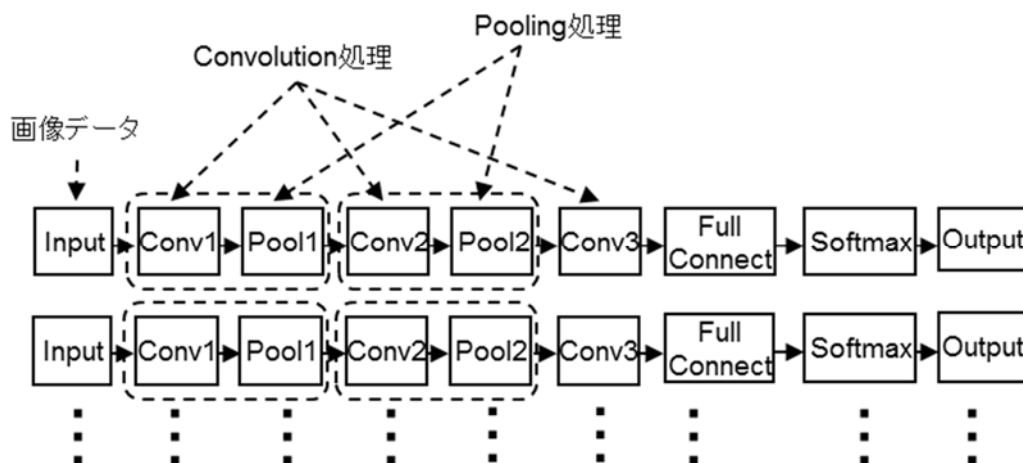 Pooling処理
Convolution処理
画像データ
Input Conv1 Pool1 Conv2 Pool2 Conv3 Full Connect Softmax Output
Input Conv1 Pool1 Conv2 Pool2 Conv3 Full Connect Softmax Output